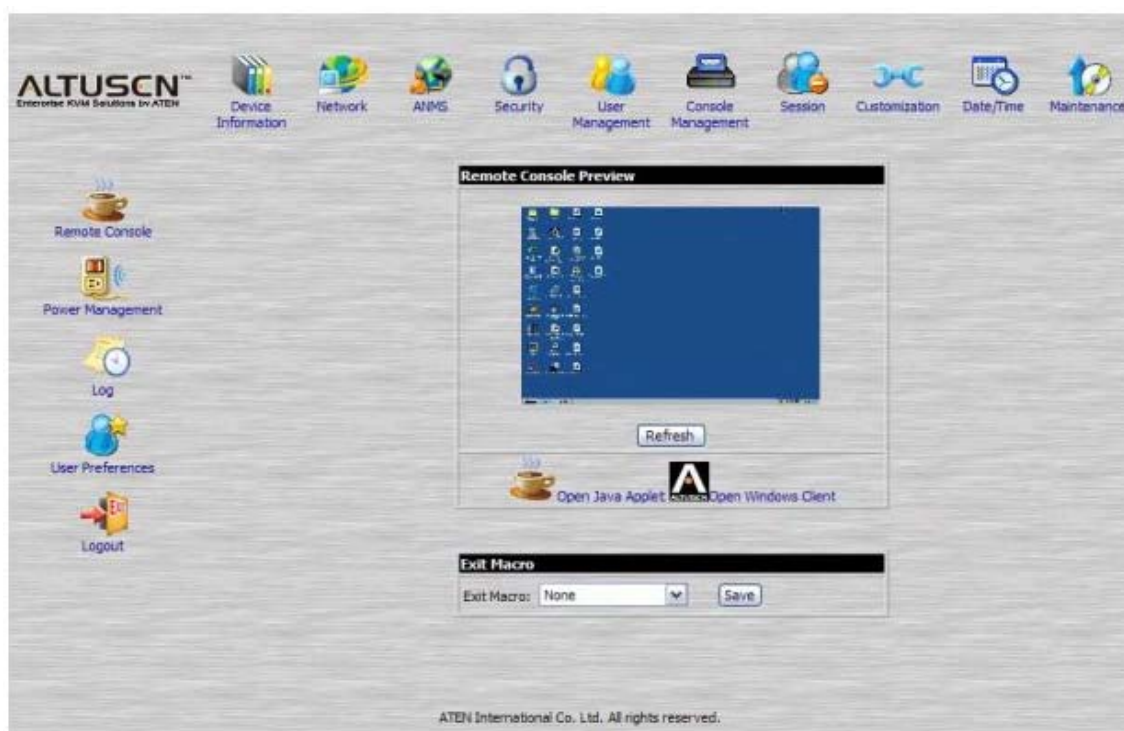 ALTUSCN™
Enterprise KVM Solutions by ATEN
Device Information
Network
ANMS
Security
User Management
Console Management
Session
Customization
Date/Time
Maintenance
Remote Console
Power Management
Log
User Preferences
Exit
Logout
Remote Console Preview
Refresh
Open Java Applet
ALTUSCN
Open Windows Client
Exit Macro
Exit Macro: None
Save
ATEN International Co. Ltd. All rights reserved.